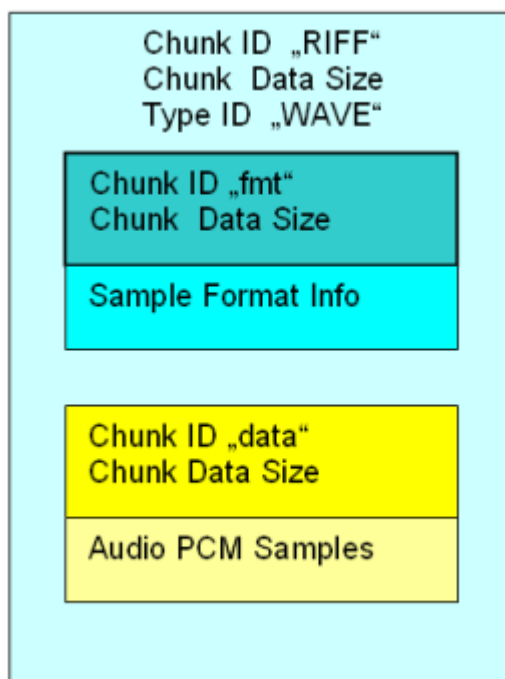 Chunk ID „RIFF“
Chunk Data Size
Type ID „WAVE“
Chunk ID „fmt“
Chunk Data Size
Sample Format Info
Chunk ID „data“
Chunk Data Size
Audio PCM Samples